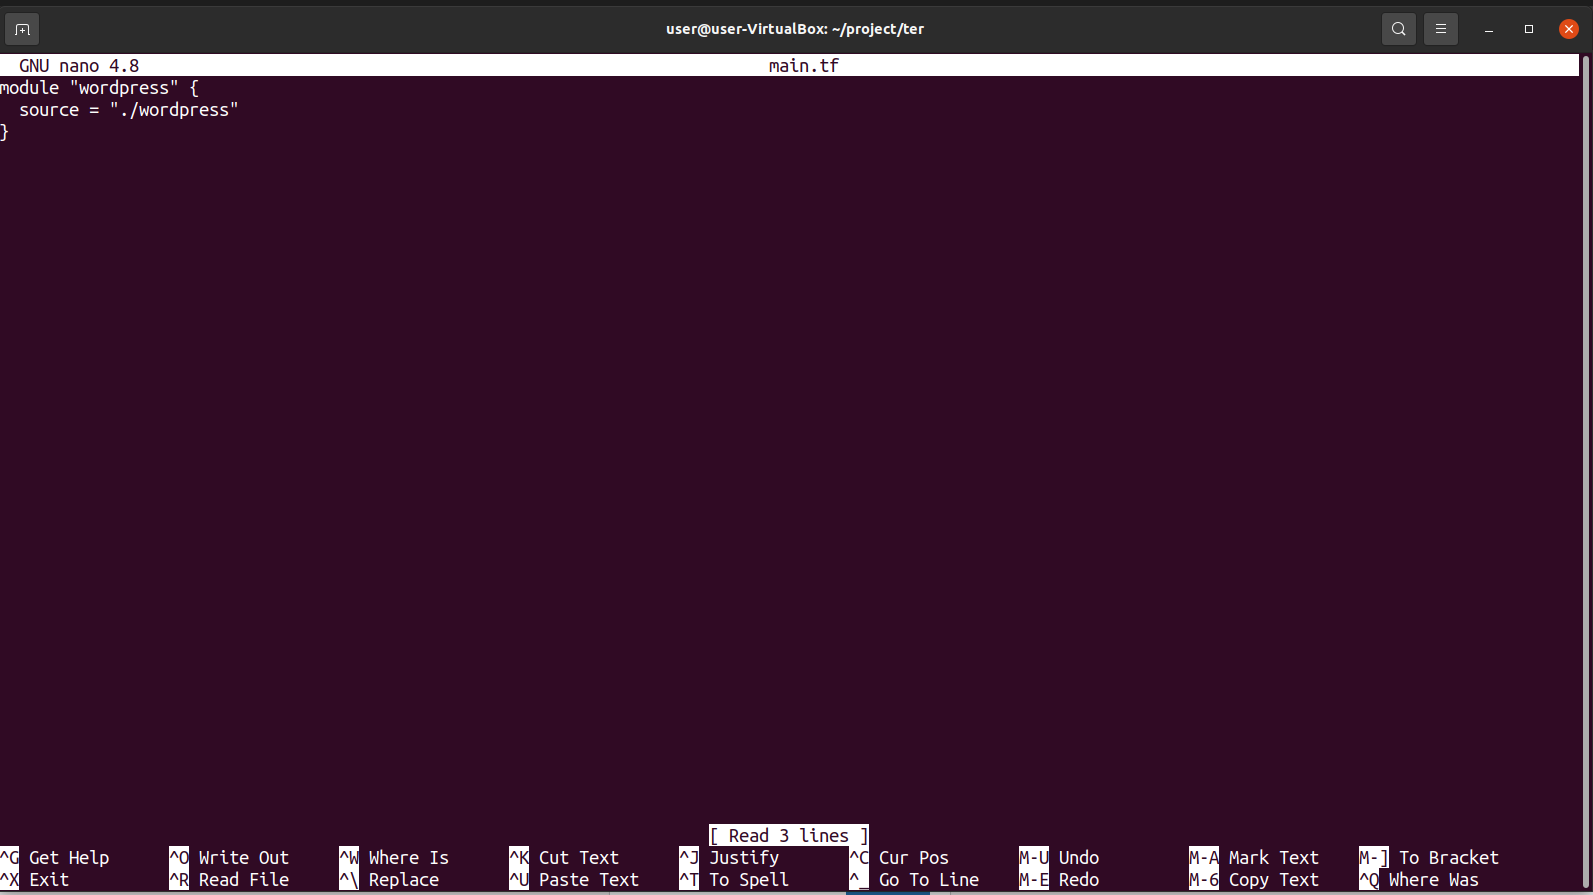 user@user-VirtualBox: ~/project/ter
GNU nano 4.8 main.tf
module "wordpress" {
  source = "./wordpress"
}
[ Read 3 lines ]
^G Get Help ^O Write Out ^W Where Is ^K Cut Text ^J Justify ^C Cur Pos M-U Undo M-A Mark Text M-] To Bracket
^X Exit ^R Read File ^\ Replace ^U Paste Text ^T To Spell ^_ Go To Line M-E Redo M-6 Copy Text ^Q Where Was